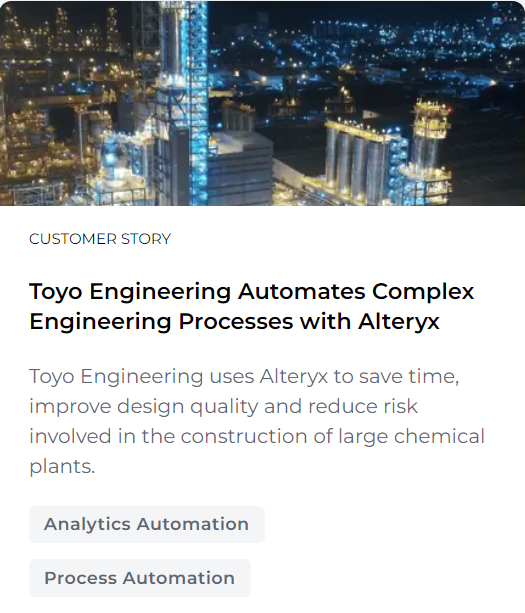 CUSTOMER STORY
Toyo Engineering Automates Complex
Engineering Processes with Alteryx
Toyo Engineering uses Alteryx to save time,
improve design quality and reduce risk
involved in the construction of large chemical
plants.
Analytics Automation
Process Automation